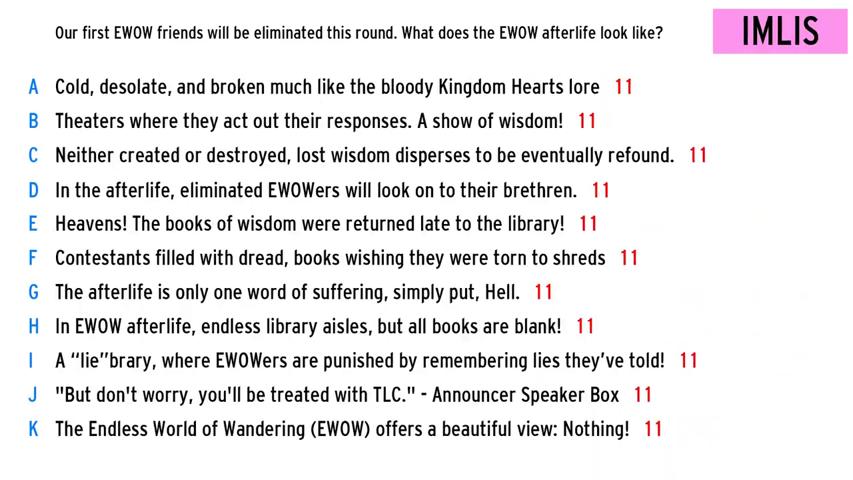 Our first EWOW friends will be eliminated this round. What does the EWOW afterlife look like?
IMLIS
A Cold, desolate, and broken much like the bloody Kingdom Hearts lore 11
B Theaters where they act out their responses. A show of wisdom! 11
C Neither created or destroyed, lost wisdom disperses to be eventually refound. 11
D In the afterlife, eliminated EWOWers will look on to their brethren. 11
E Heavens! The books of wisdom were returned late to the library! 11
F Contestants filled with dread, books wishing they were torn to shreds 11
G The afterlife is only one word of suffering, simply put, Hell. 11
H In EWOW afterlife, endless library aisles, but all books are blank! 11
I A “lie”brary, where EWOWers are punished by remembering lies they’ve told! 11
J "But don't worry, you'll be treated with TLC." - Announcer Speaker Box 11
K The Endless World of Wandering (EWOW) offers a beautiful view: Nothing! 11